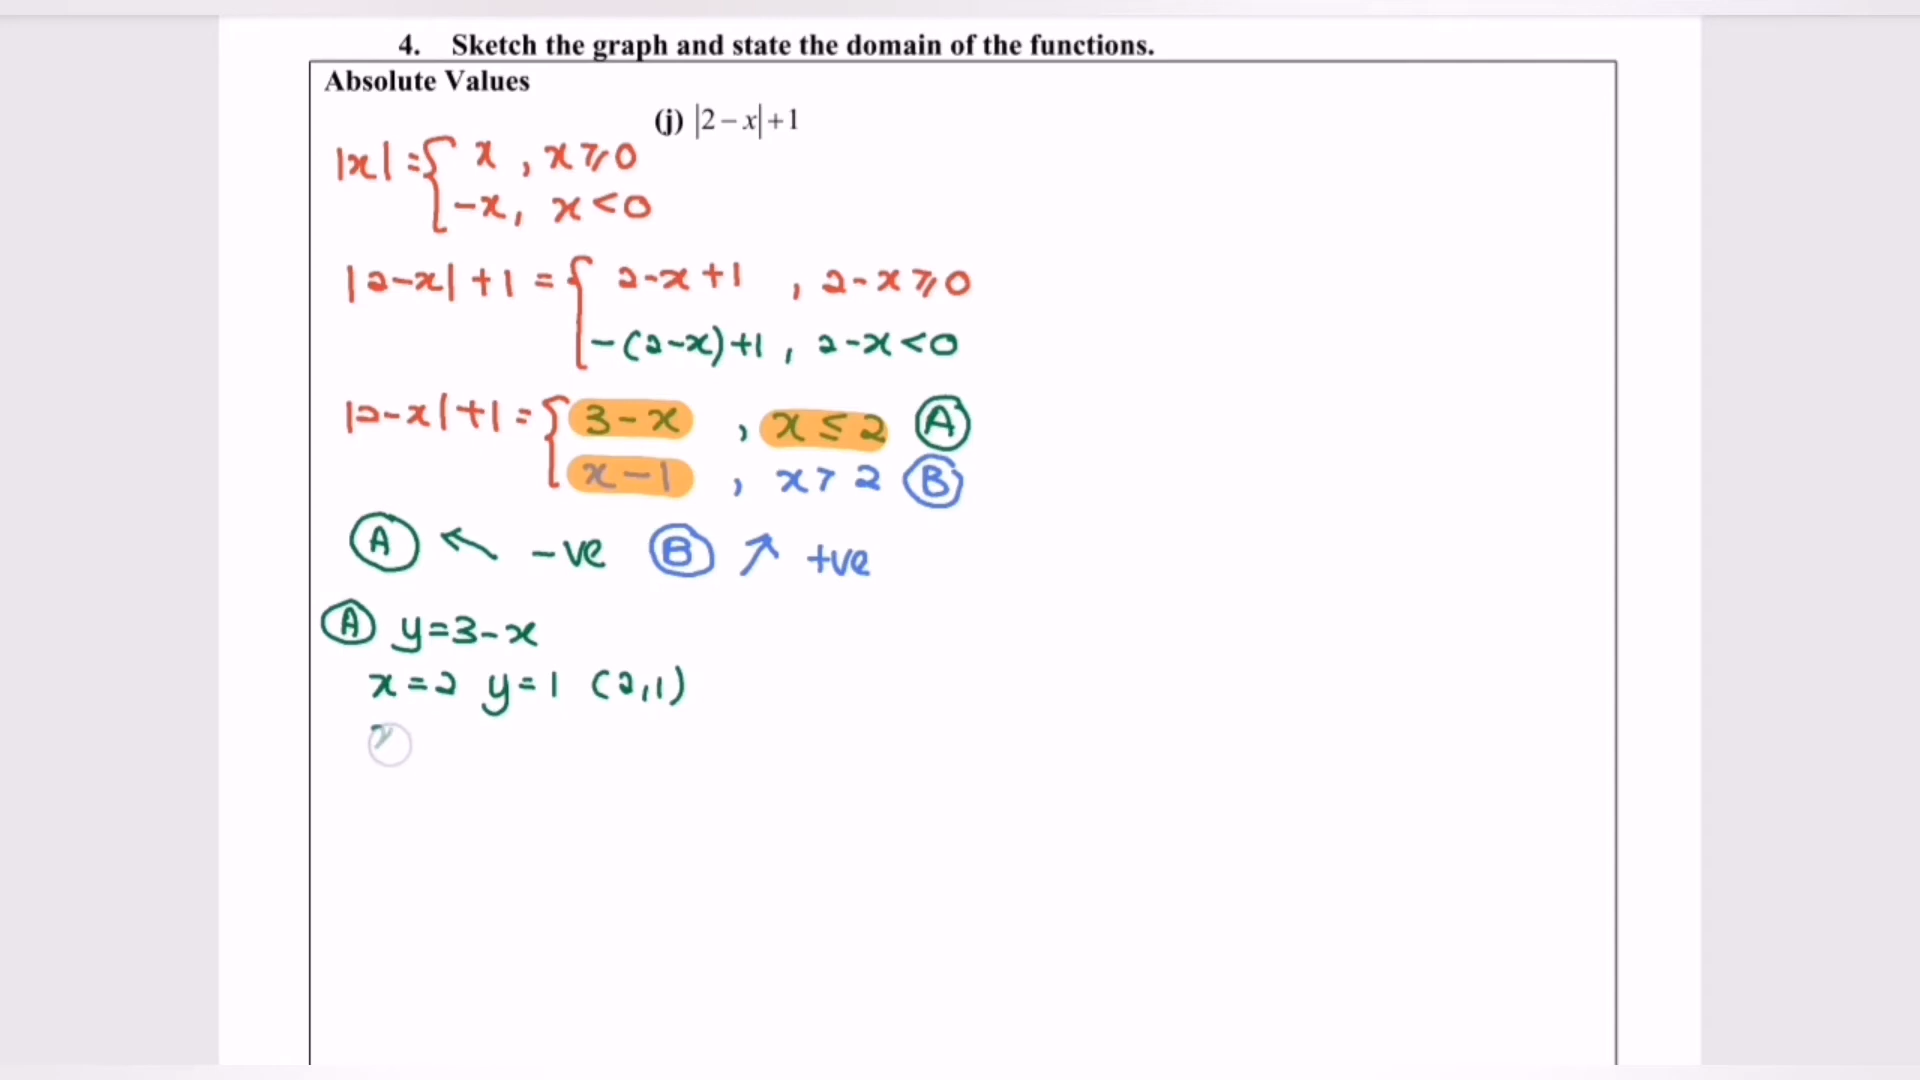 4. Sketch the graph and state the domain of the functions.
Absolute Values
(j) |2 − x| + 1
|x| = { x , x ≥ 0
−x, x < 0
|2−x| + 1 = { 2−x+1 , 2−x ≥ 0
−(2−x)+1 , 2−x < 0
|2−x| + 1 = { 3−x , x ≤ 2 A
x−1 , x > 2 B
A ↖ −ve B ↗ +ve
A y=3−x
x=2 y=1 (2,1)